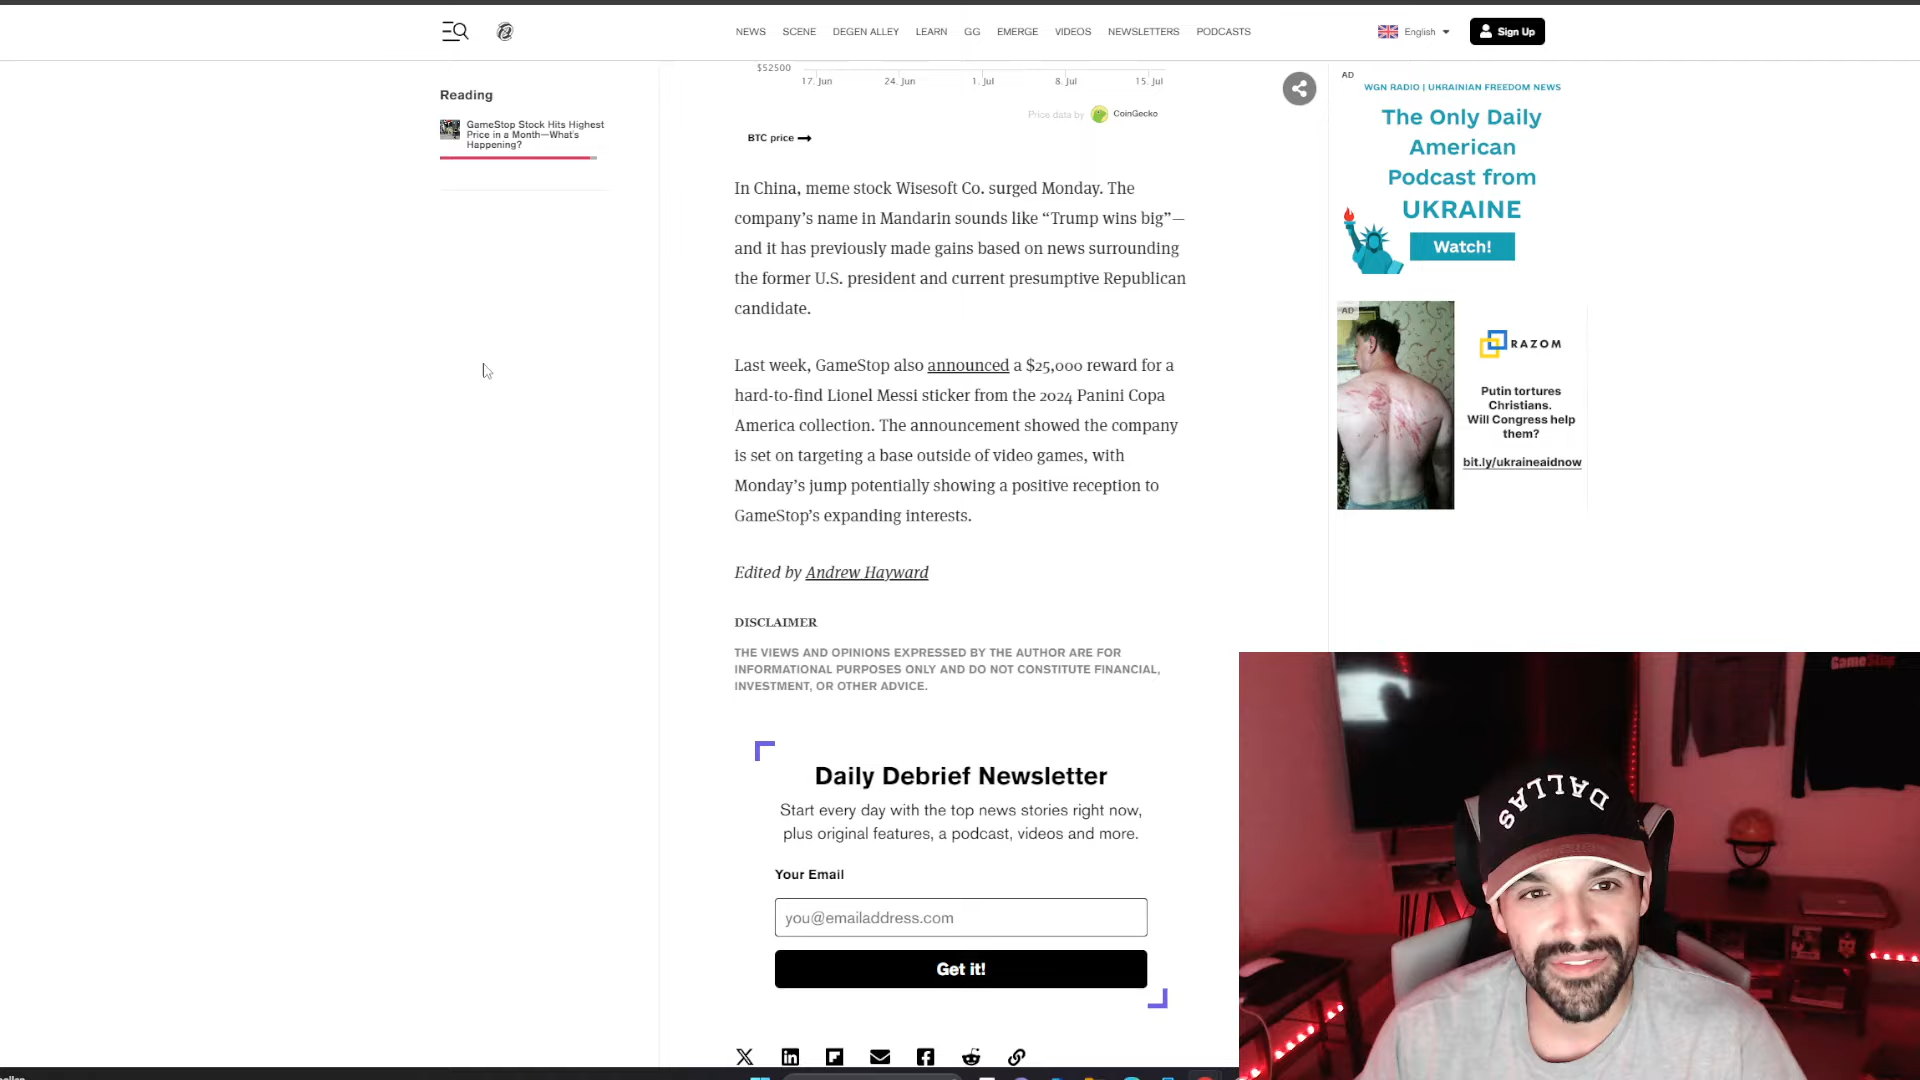 NEWS SCENE DEGEN ALLEY LEARN GG EMERGE VIDEOS NEWSLETTERS PODCASTS
English
Sign Up
Reading
GameStop Stock Hits Highest
Price in a Month—What's
Happening?
$52500
17. Jun 24. Jun 1. Jul 8. Jul 15. Jul
Price data by CoinGecko
BTC price
In China, meme stock Wisesoft Co. surged Monday. The
company's name in Mandarin sounds like “Trump wins big”—
and it has previously made gains based on news surrounding
the former U.S. president and current presumptive Republican
candidate.
Last week, GameStop also announced a $25,000 reward for a
hard-to-find Lionel Messi sticker from the 2024 Panini Copa
America collection. The announcement showed the company
is set on targeting a base outside of video games, with
Monday's jump potentially showing a positive reception to
GameStop's expanding interests.
Edited by Andrew Hayward
DISCLAIMER
THE VIEWS AND OPINIONS EXPRESSED BY THE AUTHOR ARE FOR
INFORMATIONAL PURPOSES ONLY AND DO NOT CONSTITUTE FINANCIAL,
INVESTMENT, OR OTHER ADVICE.
Daily Debrief Newsletter
Start every day with the top news stories right now,
plus original features, a podcast, videos and more.
Your Email
you@emailaddress.com
Get it!
AD
WGN RADIO | UKRAINIAN FREEDOM NEWS
The Only Daily
American
Podcast from
UKRAINE
Watch!
AD
RAZOM
Putin tortures
Christians.
Will Congress help
them?
bit.ly/ukraineaidnow
GameStop
DALLAS